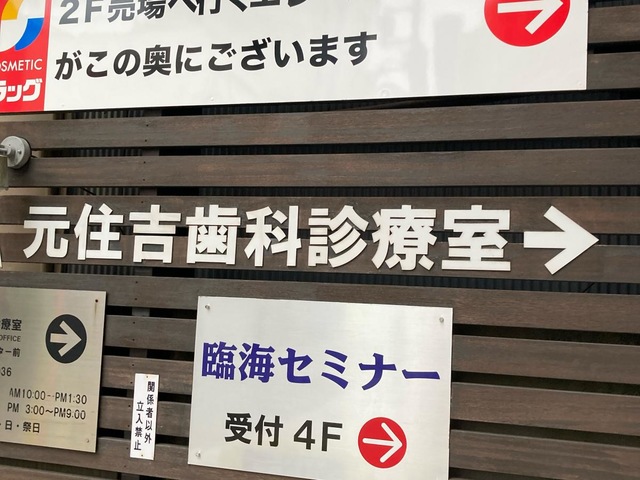 2F売場へ行くエレ
がこの奥にございます
OSMETIC
ラッグ
元住吉歯科診療室
療室
OFFICE
ター前
36
AM10:00~PM1:30
PM 3:00~PM9:00
・日・祭日
関係者以外
立入禁止
臨海セミナー
受付 4F